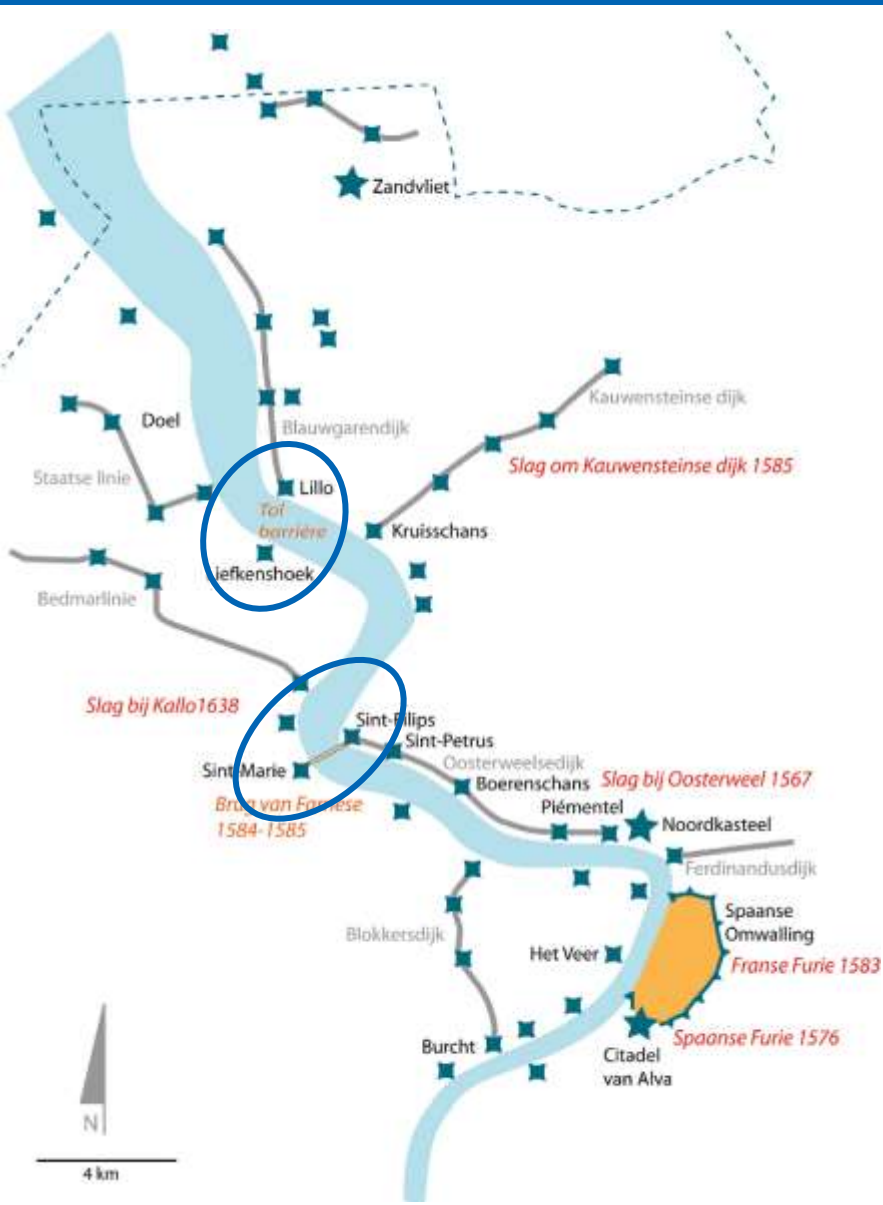 Zandvliet
Kauwensteinse dijk
Doel
Blauwgarendijk
Slag om Kauwensteinse dijk 1585
Staatse linie
Lillo
Tol
barrière
Kruisschans
Liefkenshoek
Bedmarlinie
Slag bij Kallo1638
Sint-Filips
Sint-Petrus
Oosterweelsedijk
Sint-Marie
Boerenschans
Slag bij Oosterweel 1567
Brug van Farnese
1584-1585
Piémentel
Noordkasteel
Ferdinandusdijk
Spaanse
Omwalling
Blokkersdijk
Het Veer
Franse Furie 1583
Spaanse Furie 1576
Burcht
Citadel
van Alva
N
4 km